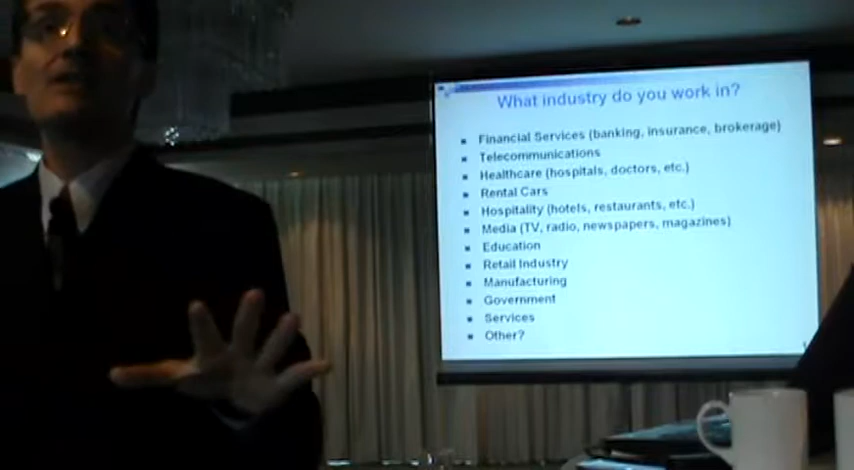 What industry do you work in?
Financial Services (banking, insurance, brokerage)
Telecommunications
Healthcare (hospitals, doctors, etc.)
Rental Cars
Hospitality (hotels, restaurants, etc.)
Media (TV, radio, newspapers, magazines)
Education
Retail Industry
Manufacturing
Government
Services
Other?